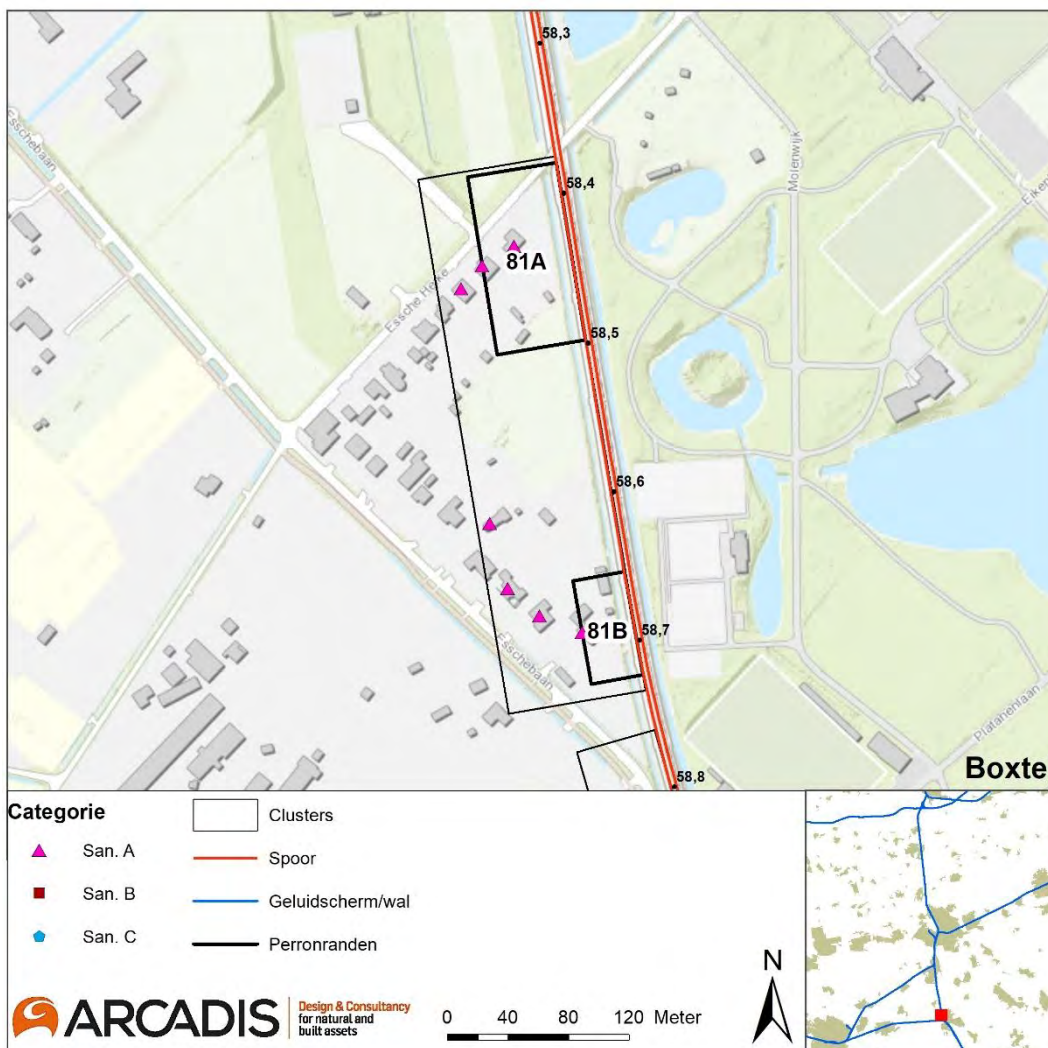 58,3
Esschebaan
Molenwijk
58,4
81A
Essche Heike
58,5
58,6
81B
58,7
Esschebaan
Platanenlaan
58,8
Boxte
Categorie
San. A
San. B
San. C
Clusters
Spoor
Geluidscherm/wal
Perronranden
ARCADIS
Design & Consultancy
for natural and
built assets
0 40 80 120 Meter
N